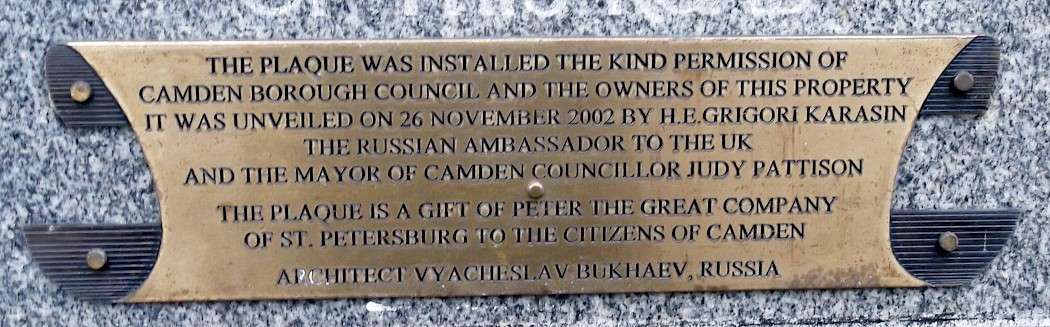 THE PLAQUE WAS INSTALLED THE KIND PERMISSION OF
CAMDEN BOROUGH COUNCIL AND THE OWNERS OF THIS PROPERTY
IT WAS UNVEILED ON 26 NOVEMBER 2002 BY H.E.GRIGORI KARASIN
THE RUSSIAN AMBASSADOR TO THE UK
AND THE MAYOR OF CAMDEN COUNCILLOR JUDY PATTISON
THE PLAQUE IS A GIFT OF PETER THE GREAT COMPANY
OF ST. PETERSBURG TO THE CITIZENS OF CAMDEN
ARCHITECT VYACHESLAV BUKHAEV, RUSSIA